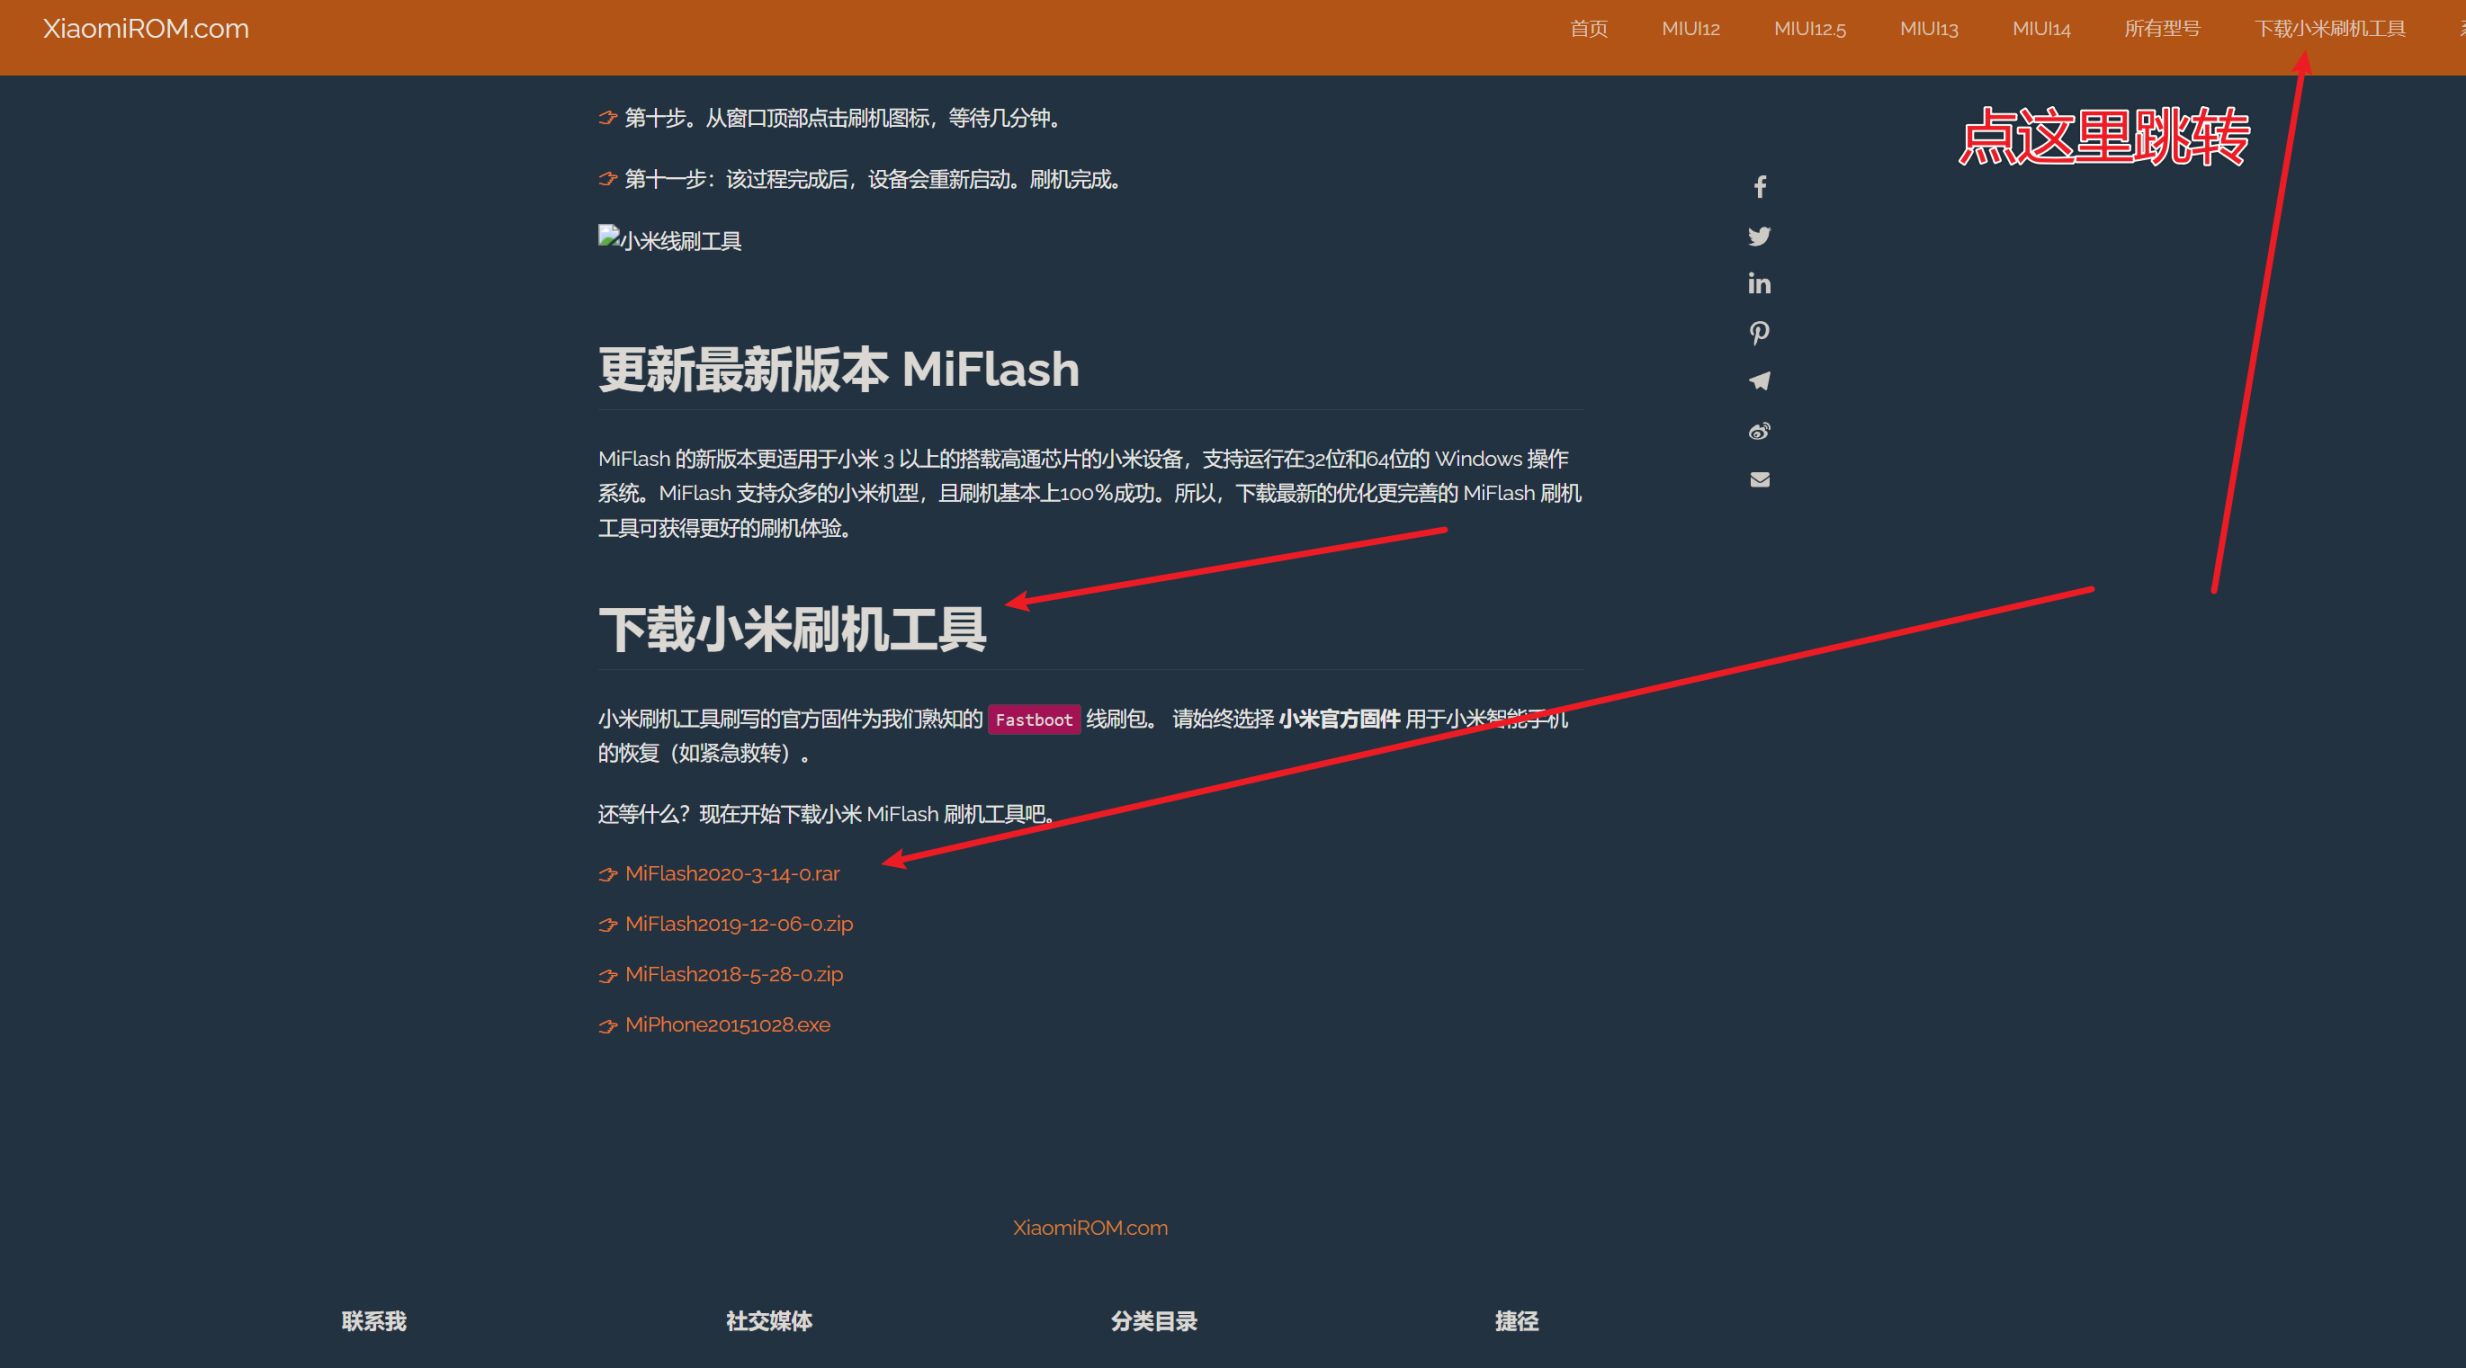 XiaomiROM.com
首页 MIUI12 MIUI12.5 MIUI13 MIUI14 所有型号 下载小米刷机工具
点这里跳转
第十步。从窗口顶部点击刷机图标，等待几分钟。
第十一步：该过程完成后，设备会重新启动。刷机完成。
小米线刷工具
更新最新版本 MiFlash
MiFlash 的新版本更适用于小米 3 以上的搭载高通芯片的小米设备，支持运行在32位和64位的 Windows 操作
系统。MiFlash 支持众多的小米机型，且刷机基本上100%成功。所以，下载最新的优化更完善的 MiFlash 刷机
工具可获得更好的刷机体验。
下载小米刷机工具
小米刷机工具刷写的官方固件为我们熟知的 Fastboot 线刷包。 请始终选择 小米官方固件 用于小米智能手机
的恢复（如紧急救转）。
还等什么？现在开始下载小米 MiFlash 刷机工具吧。
MiFlash2020-3-14-0.rar
MiFlash2019-12-06-0.zip
MiFlash2018-5-28-0.zip
MiPhone20151028.exe
XiaomiROM.com
联系我 社交媒体 分类目录 捷径